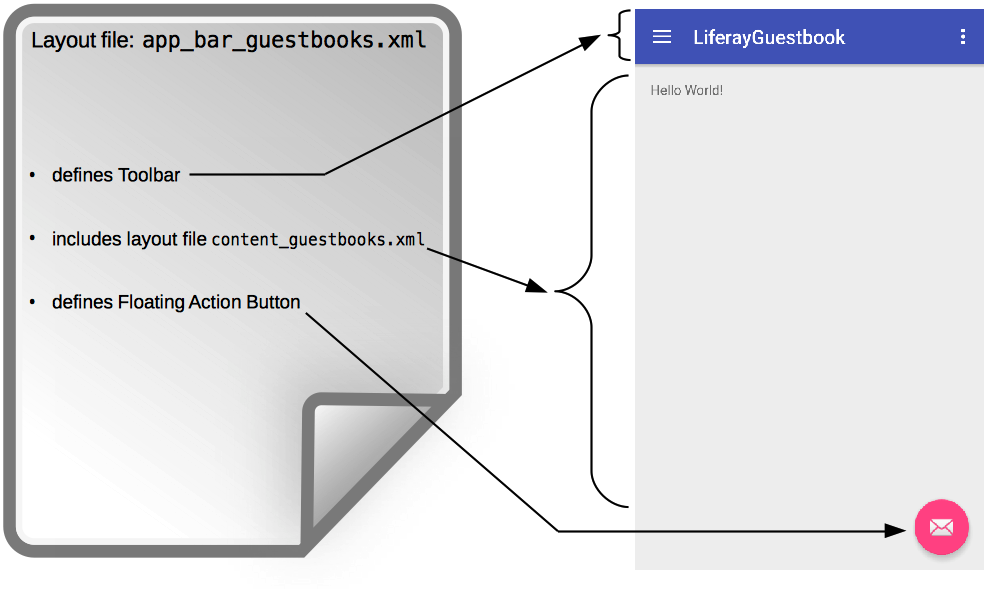 Layout file: app_bar_guestbooks.xml
• defines Toolbar
• includes layout file content_guestbooks.xml
• defines Floating Action Button
LiferayGuestbook
Hello World!